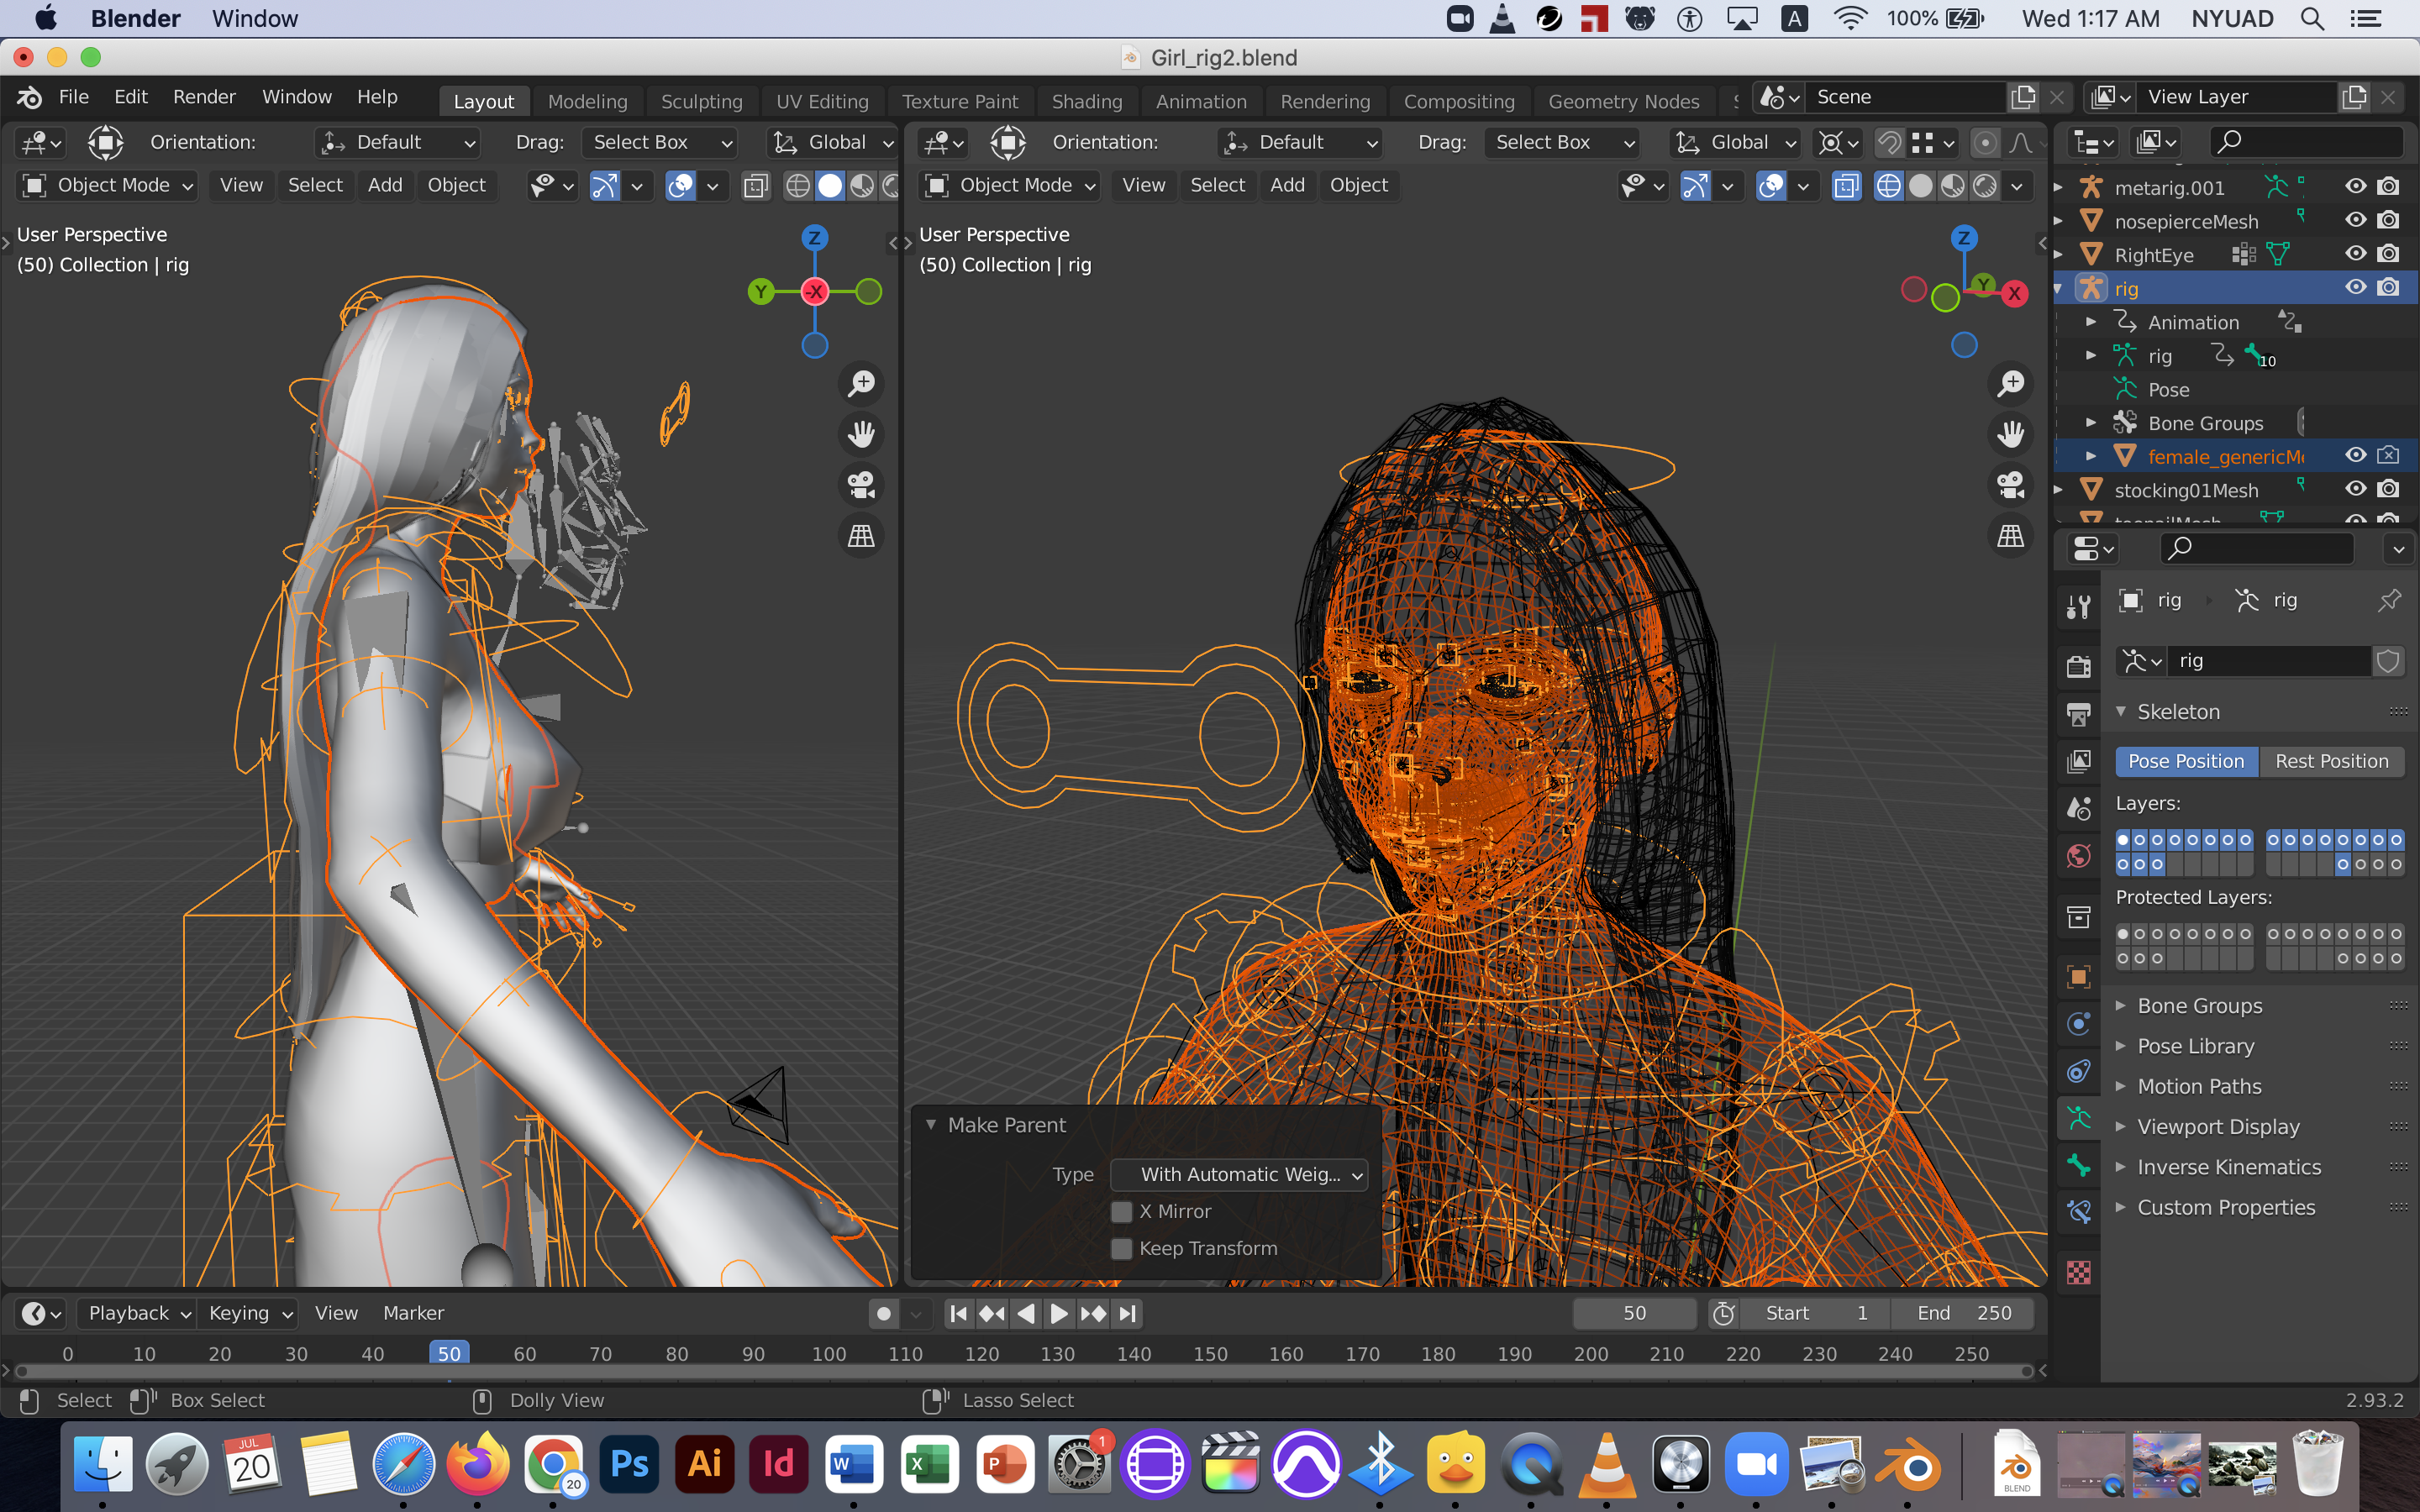 Blender Window
A 100% Wed 1:17 AM NYUAD
Girl_rig2.blend
File Edit Render Window Help
Layout Modeling Sculpting UV Editing Texture Paint Shading Animation Rendering Compositing Geometry Nodes
Scene View Layer
Orientation: Default Drag: Select Box Global
Object Mode View Select Add Object
User Perspective
(50) Collection | rig
Z
Y -X
Orientation: Default Drag: Select Box Global
Object Mode View Select Add Object
User Perspective
(50) Collection | rig
Z
Y X
Make Parent
Type With Automatic Weig...
X Mirror
Keep Transform
metarig.001
nosepierceMesh
RightEye
rig
Animation
rig 10
Pose
Bone Groups
female_genericMe
stocking01Mesh
rig rig
rig
Skeleton
Pose Position Rest Position
Layers:
Protected Layers:
Bone Groups
Pose Library
Motion Paths
Viewport Display
Inverse Kinematics
Custom Properties
Playback Keying View Marker
50 Start 1 End 250
0 10 20 30 40 50 60 70 80 90 100 110 120 130 140 150 160 170 180 190 200 210 220 230 240 250
Select Box Select Dolly View Lasso Select 2.93.2
JUL
20
20
Ps Ai Id W X P
1
BLEND